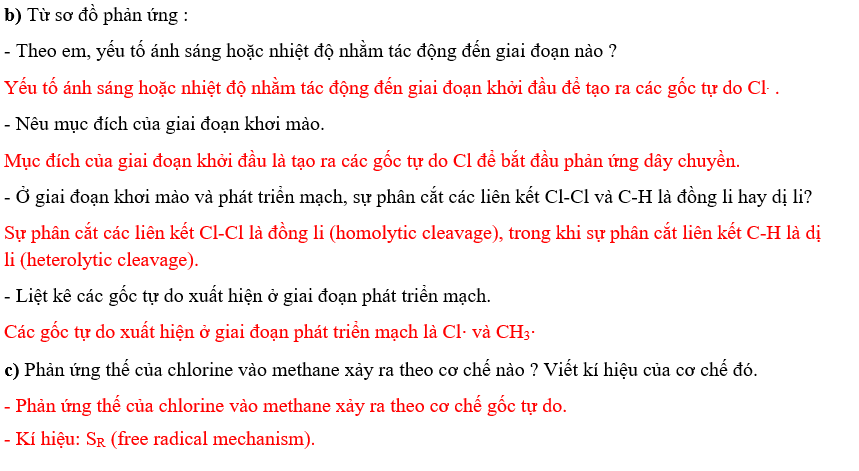 b) Từ sơ đồ phản ứng :
- Theo em, yếu tố ánh sáng hoặc nhiệt độ nhằm tác động đến giai đoạn nào ?
Yếu tố ánh sáng hoặc nhiệt độ nhằm tác động đến giai đoạn khởi đầu để tạo ra các gốc tự do Cl· .
- Nêu mục đích của giai đoạn khơi mào.
Mục đích của giai đoạn khởi đầu là tạo ra các gốc tự do Cl để bắt đầu phản ứng dây chuyền.
- Ở giai đoạn khơi mào và phát triển mạch, sự phân cắt các liên kết Cl-Cl và C-H là đồng li hay dị li?
Sự phân cắt các liên kết Cl-Cl là đồng li (homolytic cleavage), trong khi sự phân cắt liên kết C-H là dị
li (heterolytic cleavage).
- Liệt kê các gốc tự do xuất hiện ở giai đoạn phát triển mạch.
Các gốc tự do xuất hiện ở giai đoạn phát triển mạch là Cl· và CH₃·
c) Phản ứng thế của chlorine vào methane xảy ra theo cơ chế nào ? Viết kí hiệu của cơ chế đó.
- Phản ứng thế của chlorine vào methane xảy ra theo cơ chế gốc tự do.
- Kí hiệu: Sʀ (free radical mechanism).